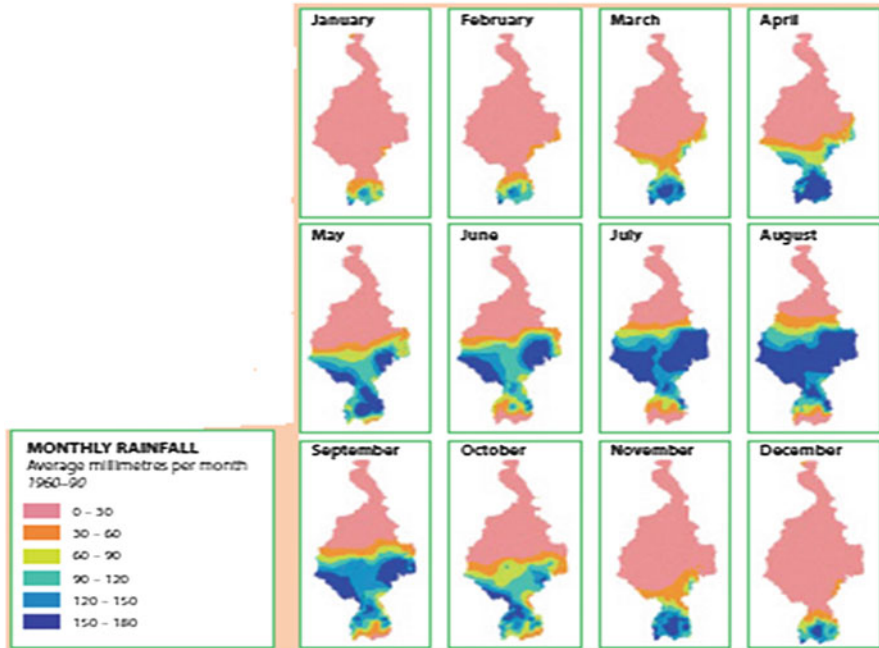 January
February
March
April
May
June
July
August
MONTHLY RAINFALL
Average millimetres per month
1960–90
0 – 30
30 – 60
60 – 90
90 – 120
120 – 150
150 – 180
September
October
November
December